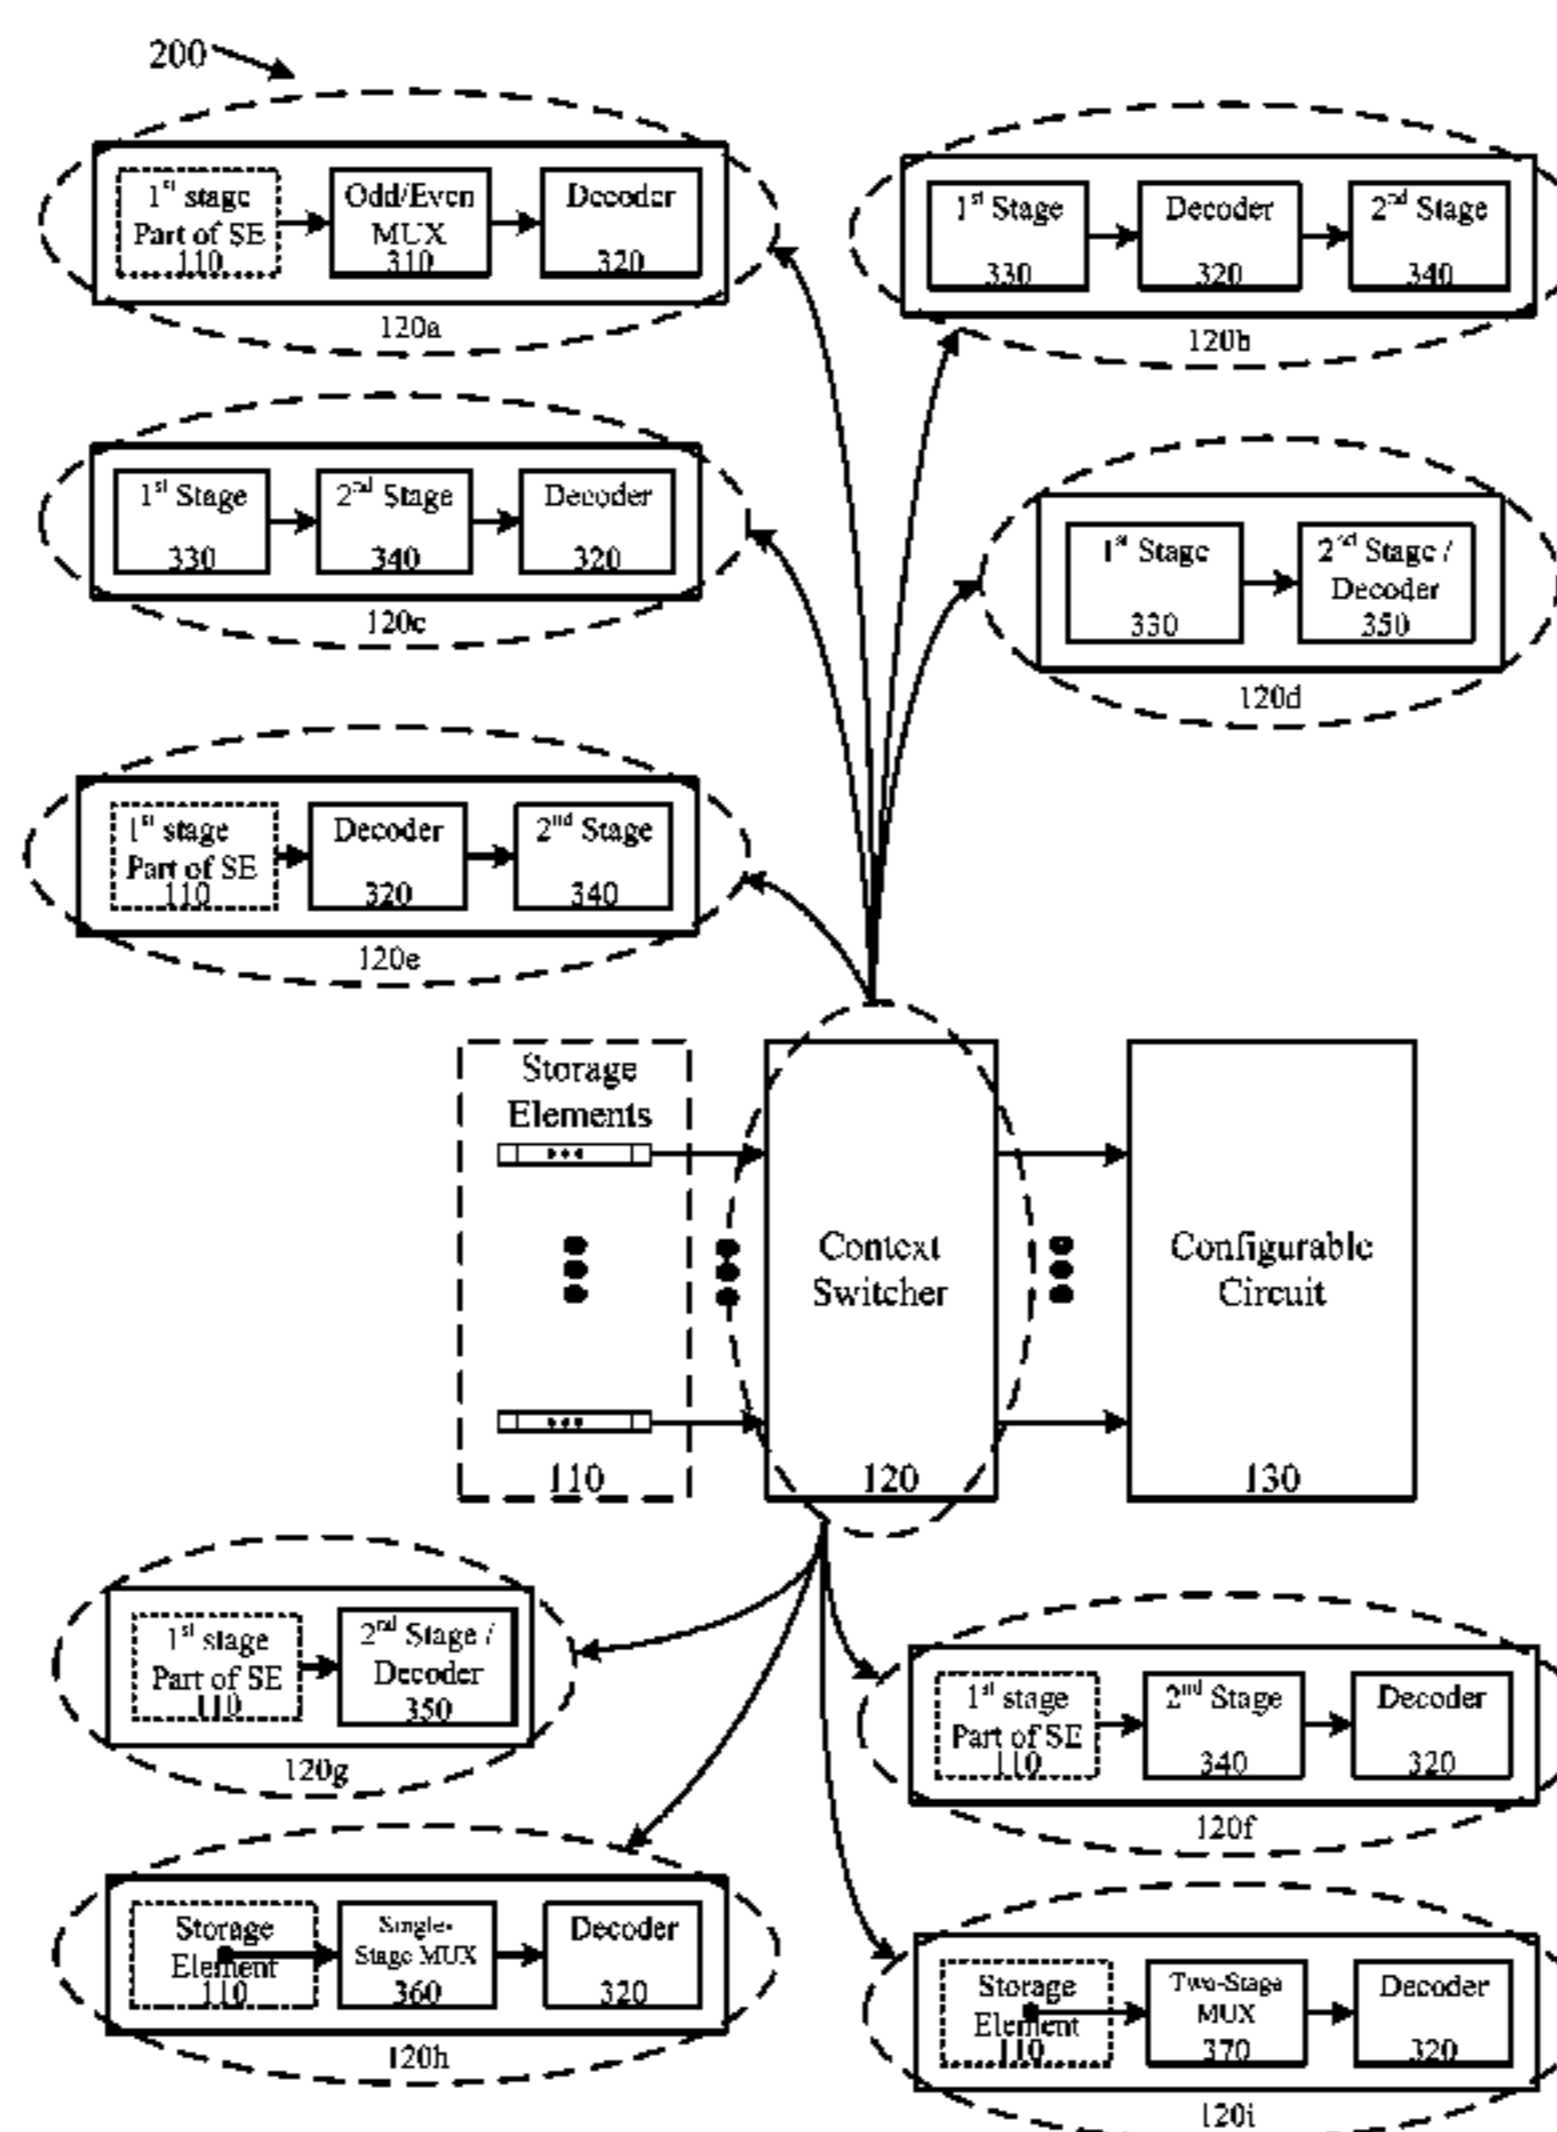 200
1st stage
Part of SE
110
Odd/Even
MUX
310
Decoder
320
120a
1st Stage
330
Decoder
320
2nd Stage
340
120b
1st Stage
330
2nd Stage
340
Decoder
320
120c
1st Stage
330
2nd Stage /
Decoder
350
120d
1st stage
Part of SE
110
Decoder
320
2nd Stage
340
120e
Storage
Elements
110
Context
Switcher
120
Configurable
Circuit
130
1st stage
Part of SE
110
2nd Stage /
Decoder
350
120g
1st stage
Part of SE
110
2nd Stage
340
Decoder
320
120f
Storage
Element
110
Single-
Stage MUX
360
Decoder
320
120h
Storage
Element
110
Two-Stage
MUX
370
Decoder
320
120i